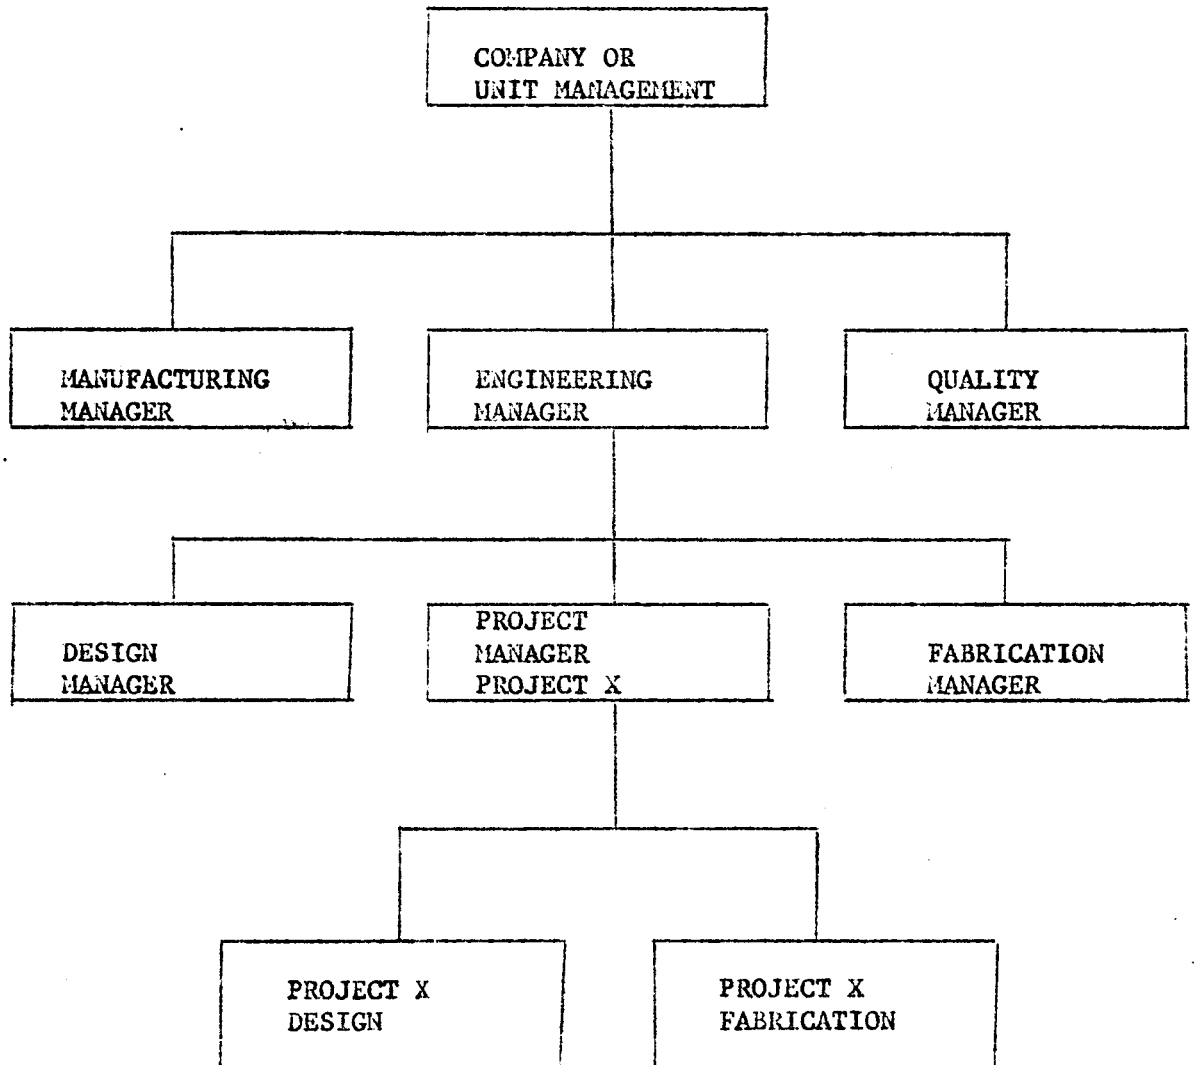 COMPANY OR
UNIT MANAGEMENT
MANUFACTURING
MANAGER
ENGINEERING
MANAGER
QUALITY
MANAGER
DESIGN
MANAGER
PROJECT
MANAGER
PROJECT X
FABRICATION
MANAGER
PROJECT X
DESIGN
PROJECT X
FABRICATION